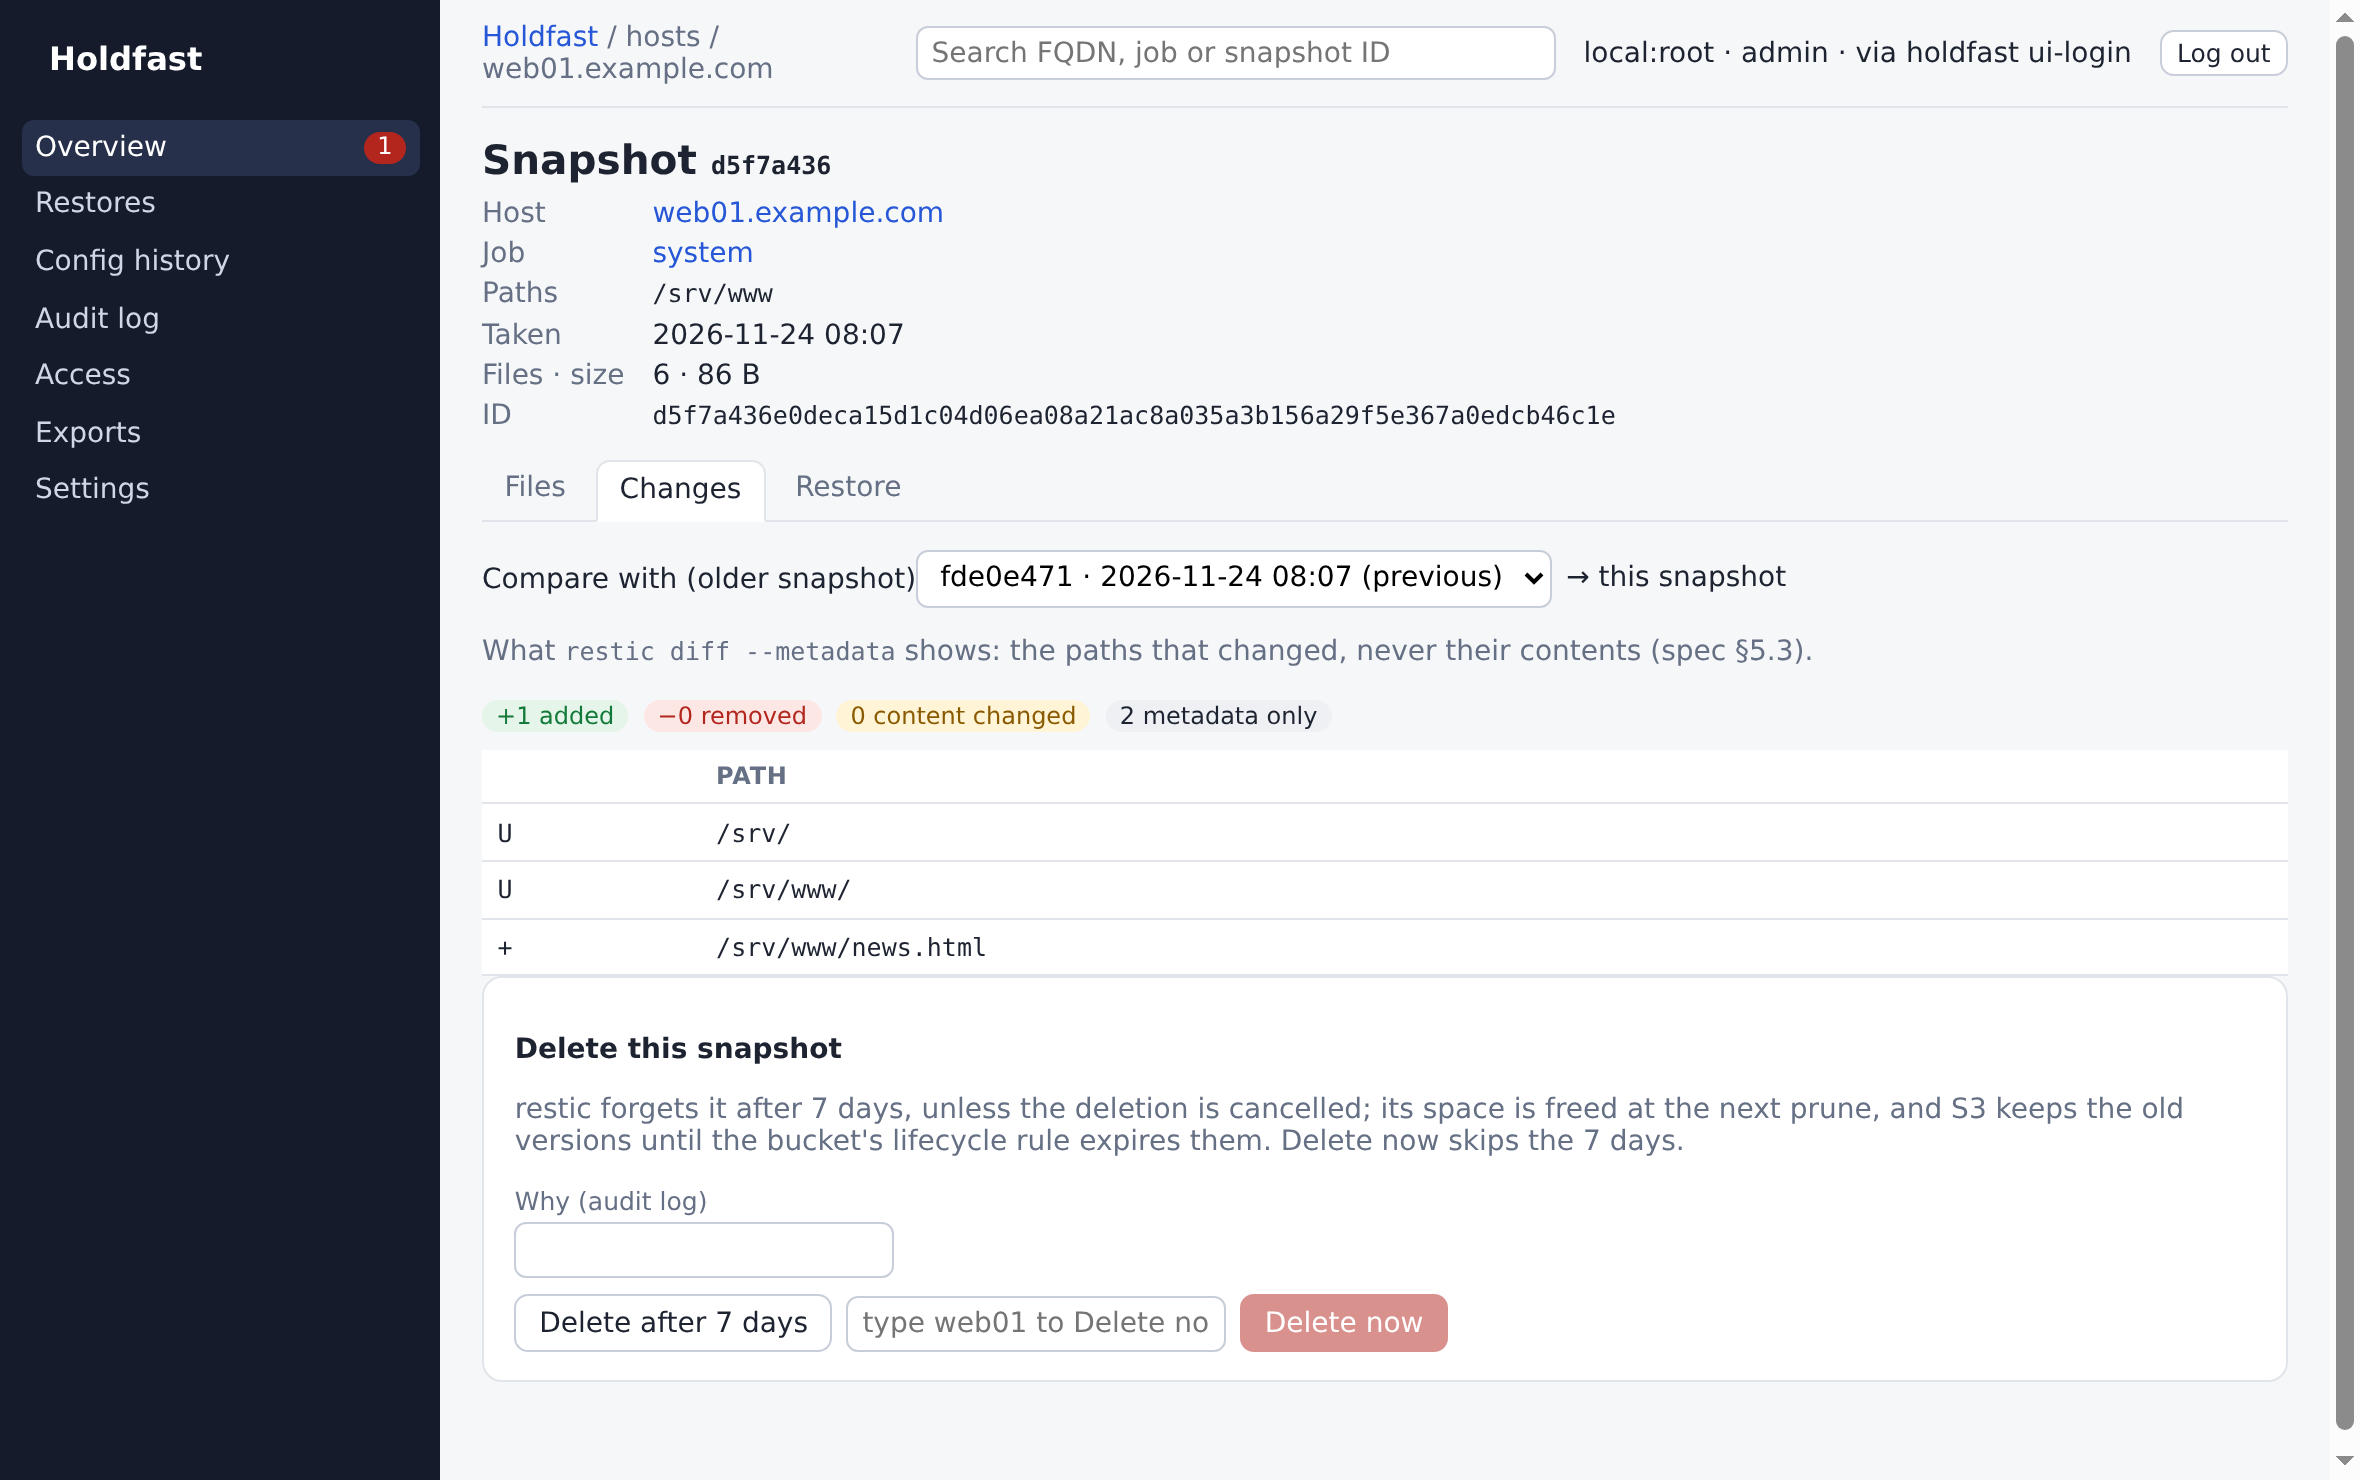 Holdfast
Overview 1
Restores
Config history
Audit log
Access
Exports
Settings
Holdfast / hosts /
web01.example.com
Search FQDN, job or snapshot ID
local:root · admin · via holdfast ui-login
Log out
Snapshot d5f7a436
Host web01.example.com
Job system
Paths /srv/www
Taken 2026-11-24 08:07
Files · size 6 · 86 B
ID d5f7a436e0deca15d1c04d06ea08a21ac8a035a3b156a29f5e367a0edcb46c1e
Files Changes Restore
Compare with (older snapshot) fde0e471 · 2026-11-24 08:07 (previous) → this snapshot
What restic diff --metadata shows: the paths that changed, never their contents (spec §5.3).
+1 added −0 removed 0 content changed 2 metadata only
PATH
U /srv/
U /srv/www/
+ /srv/www/news.html
Delete this snapshot
restic forgets it after 7 days, unless the deletion is cancelled; its space is freed at the next prune, and S3 keeps the old
versions until the bucket's lifecycle rule expires them. Delete now skips the 7 days.
Why (audit log)
Delete after 7 days type web01 to Delete no Delete now